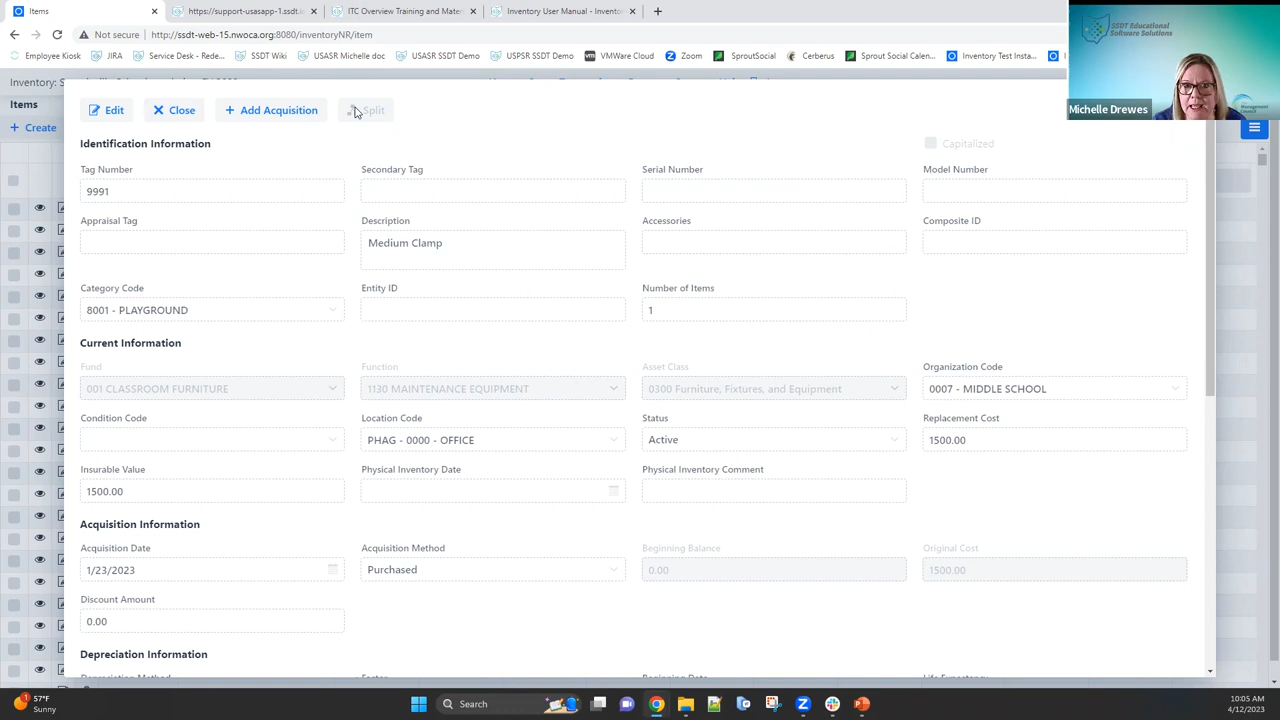 Items
https://support-usasapp-1.ssdt.io
ITC Overview Training and Mater
Inventory User Manual - Inventor
Not secure
http://ssdt-web-15.nwoca.org:8080/inventoryNR/item
Employee Kiosk
JIRA
Service Desk - Rede...
SSDT Wiki
USASR SSDT Demo
USPSR SSDT Demo
VMWare Cloud
Zoom
SproutSocial
Cerberus
Sprout Social Calen...
Inventory Test Insta...
SSDT Educational
Software Solutions
Michelle Drewes
Items
Create
Edit
Close
Add Acquisition
Split
Identification Information
Capitalized
Tag Number
Secondary Tag
Serial Number
Model Number
9991
Appraisal Tag
Description
Accessories
Composite ID
Medium Clamp
Category Code
Entity ID
Number of Items
8001 - PLAYGROUND
1
Current Information
Fund
Function
Asset Class
Organization Code
001 CLASSROOM FURNITURE
1130 MAINTENANCE EQUIPMENT
0300 Furniture, Fixtures, and Equipment
0007 - MIDDLE SCHOOL
Condition Code
Location Code
Status
Replacement Cost
PHAG - 0000 - OFFICE
Active
1500.00
Insurable Value
Physical Inventory Date
Physical Inventory Comment
1500.00
Acquisition Information
Acquisition Date
Acquisition Method
Beginning Balance
Original Cost
1/23/2023
Purchased
0.00
1500.00
Discount Amount
0.00
Depreciation Information
57°F
Sunny
Search
10:05 AM
4/12/2023